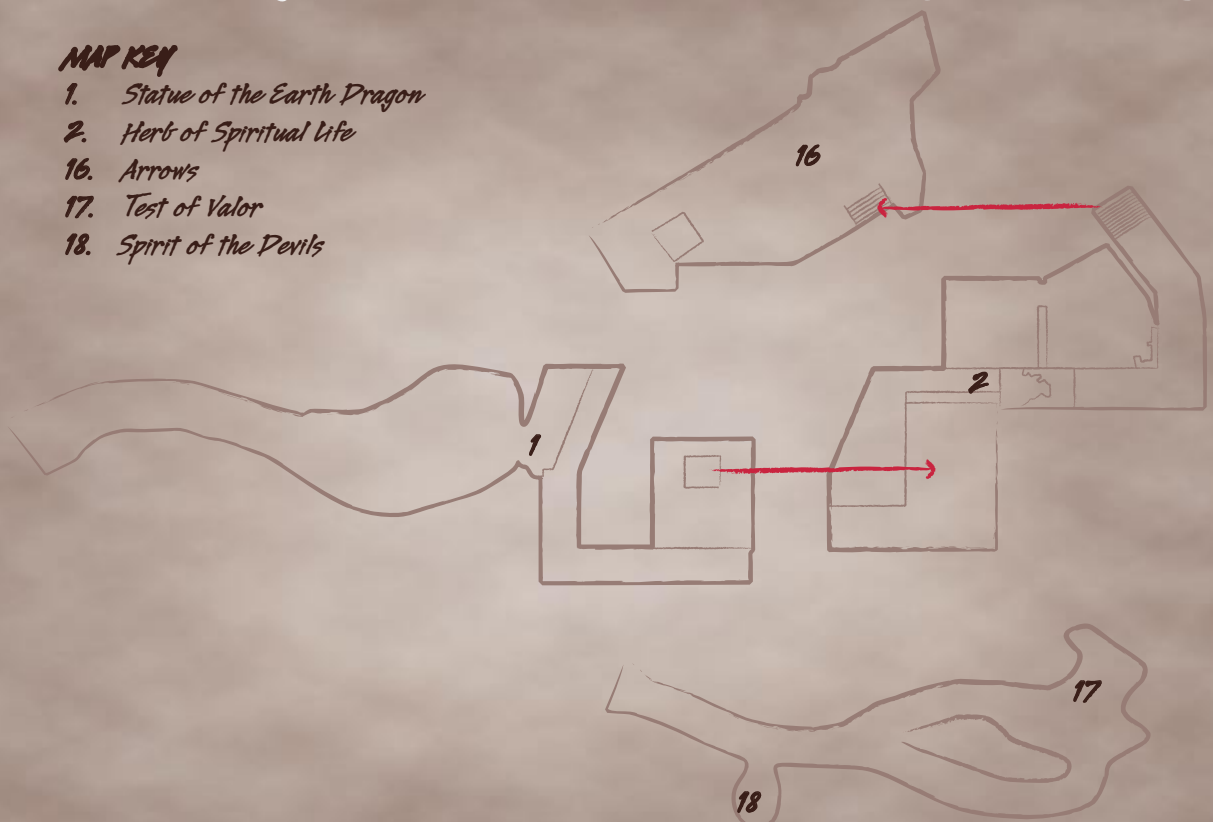 MAP KEY
1. Statue of the Earth Dragon
2. Herb of Spiritual Life
16. Arrows
17. Test of Valor
18. Spirit of the Devils
16
2
1
17
18